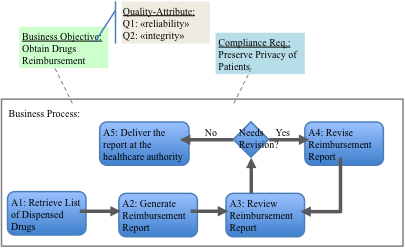 Quality-Attribute:
Q1: «reliability»
Q2: «integrity»
Business Objective:
Obtain Drugs
Reimbursement
Compliance Req.:
Preserve Privacy of
Patients
Business Process:
A5: Deliver the
report at the
healthcare authority
No
Needs
Revision?
Yes
A4: Revise
Reimbursement
Report
A1: Retrieve List
of Dispensed
Drugs
A2: Generate
Reimbursement
Report
A3: Review
Reimbursement
Report